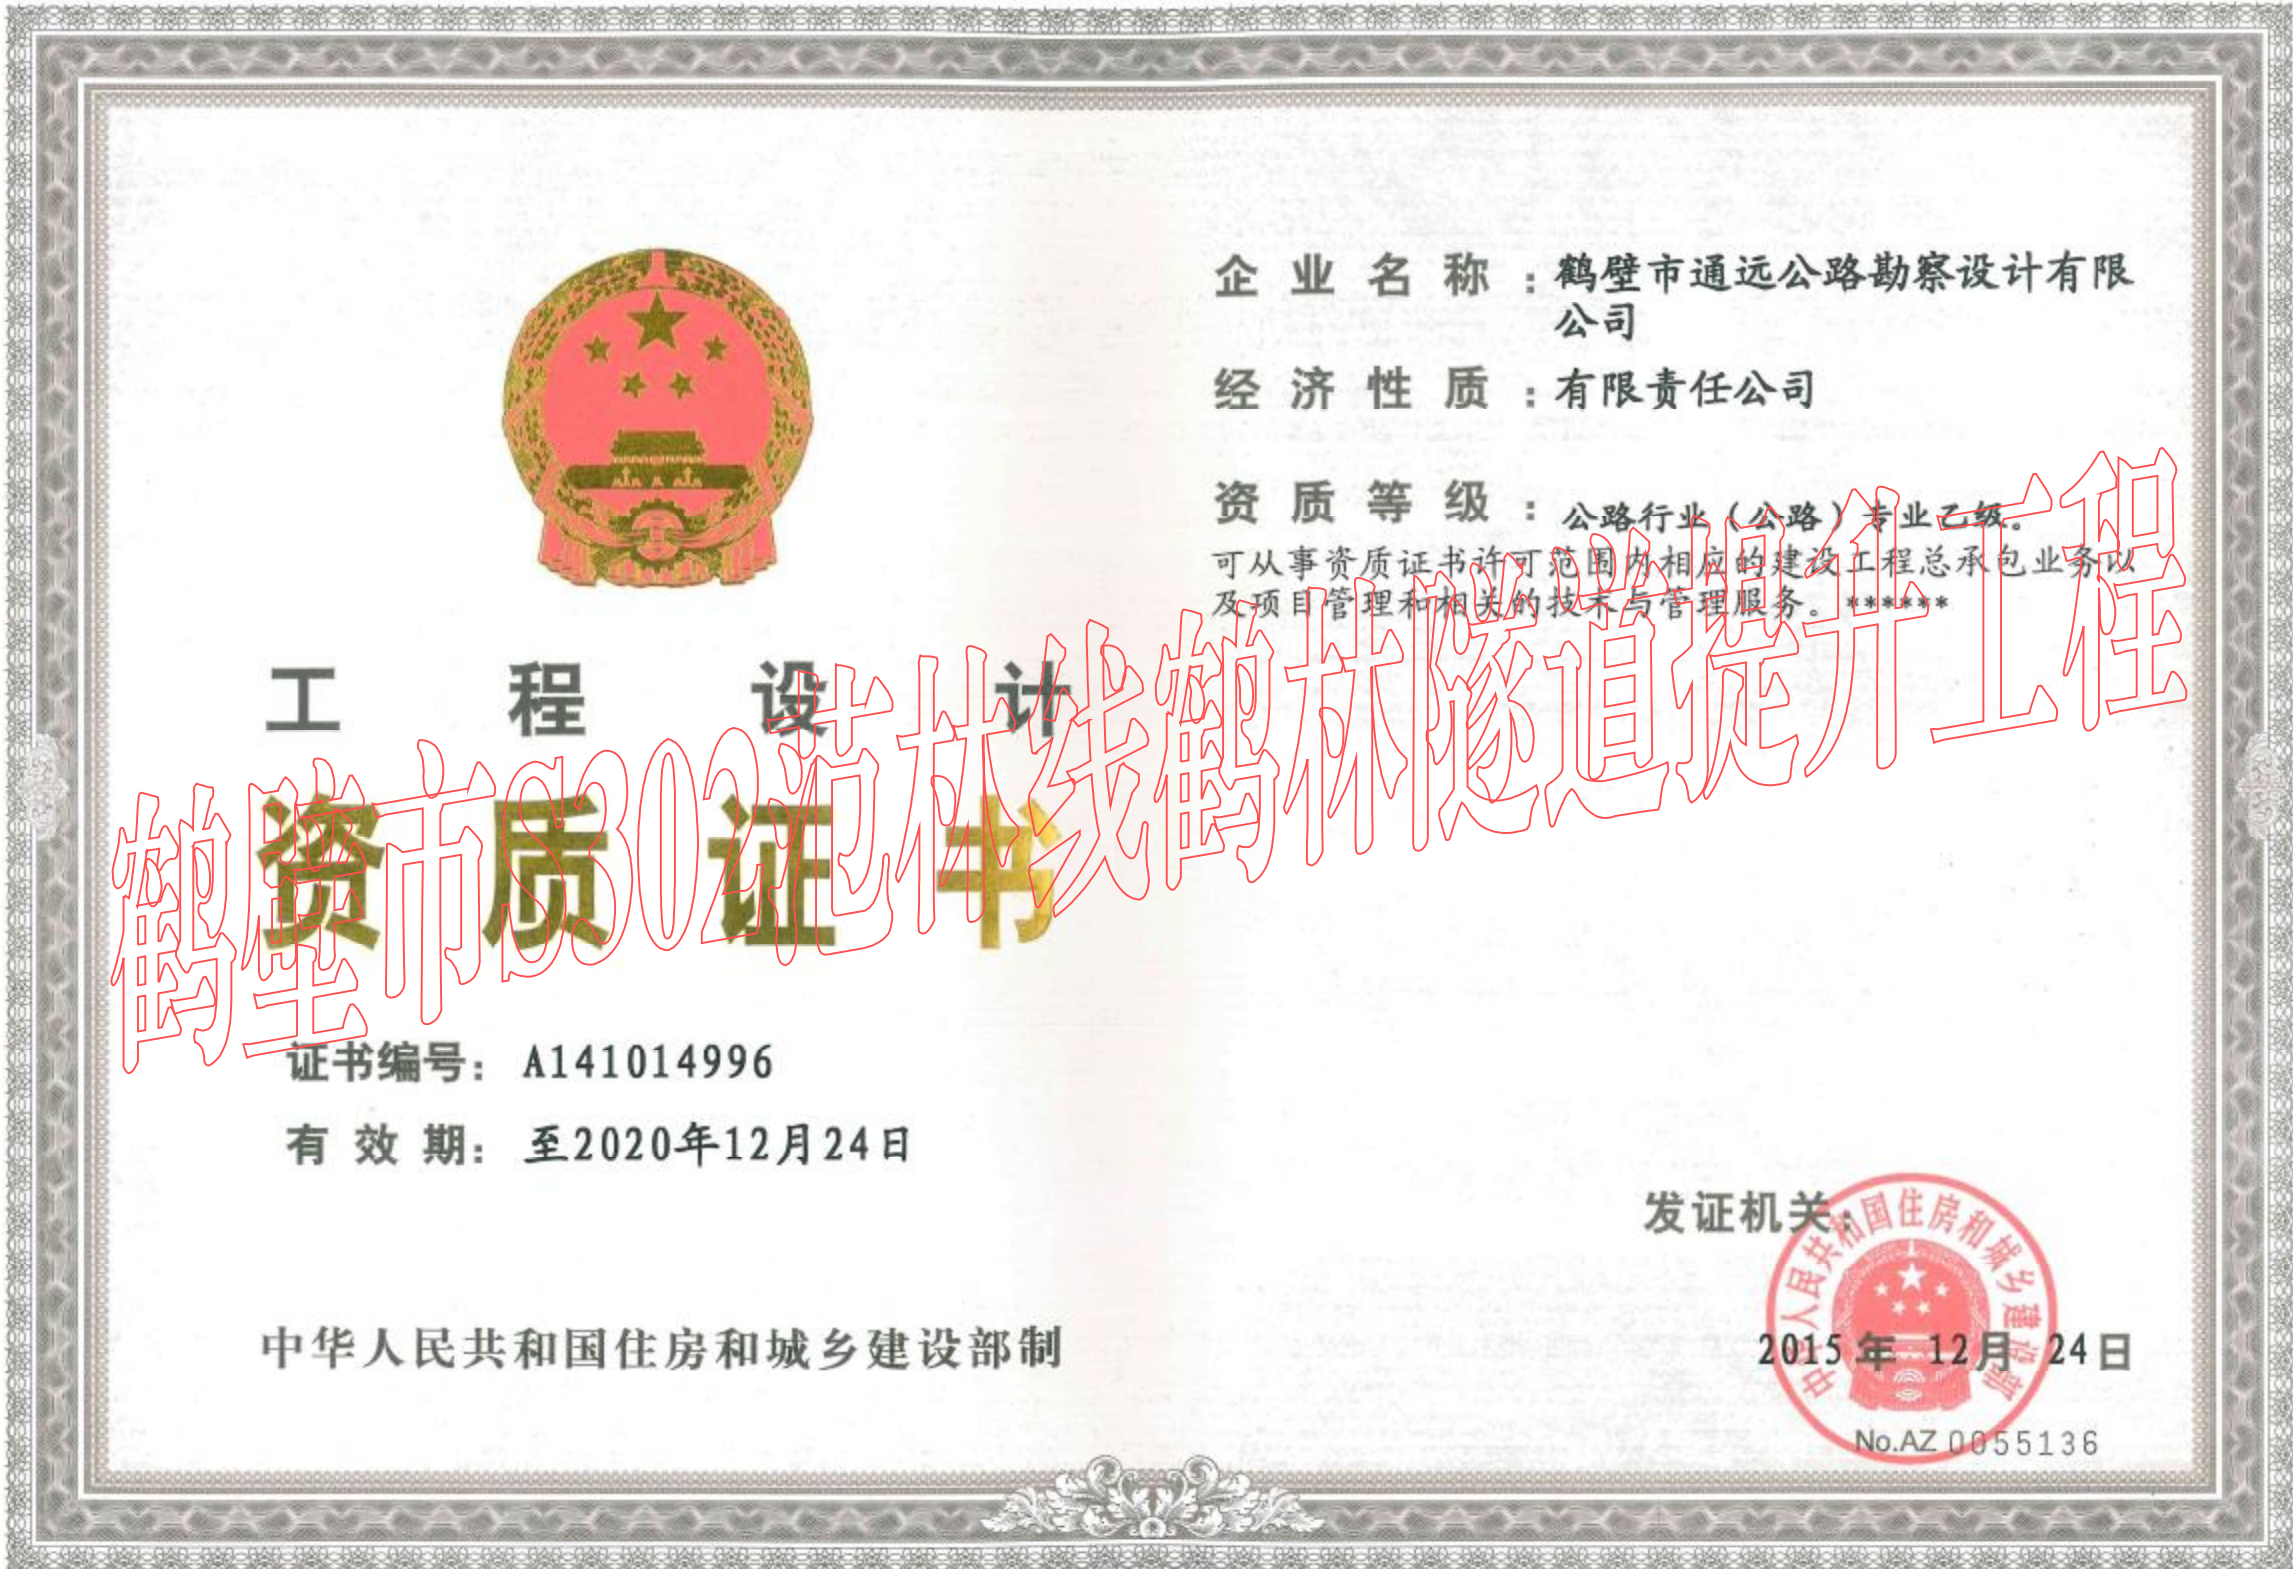 工程设计
资质证书
证书编号： A141014996
有效期： 至2020年12月24日
中华人民共和国住房和城乡建设部制
企业名称：鹤壁市通远公路勘察设计有限
公司
经济性质：有限责任公司
资质等级：公路行业（公路）专业乙级。
可从事资质证书许可范围内相应的建设工程总承包业务以
及项目管理和相关的技术与管理服务。******
鹤壁市S302范林线鹤林隧道提升工程
发证机关：
中华人民共和国住房和城乡建设部
2015年 12月 24日
No.AZ 0055136